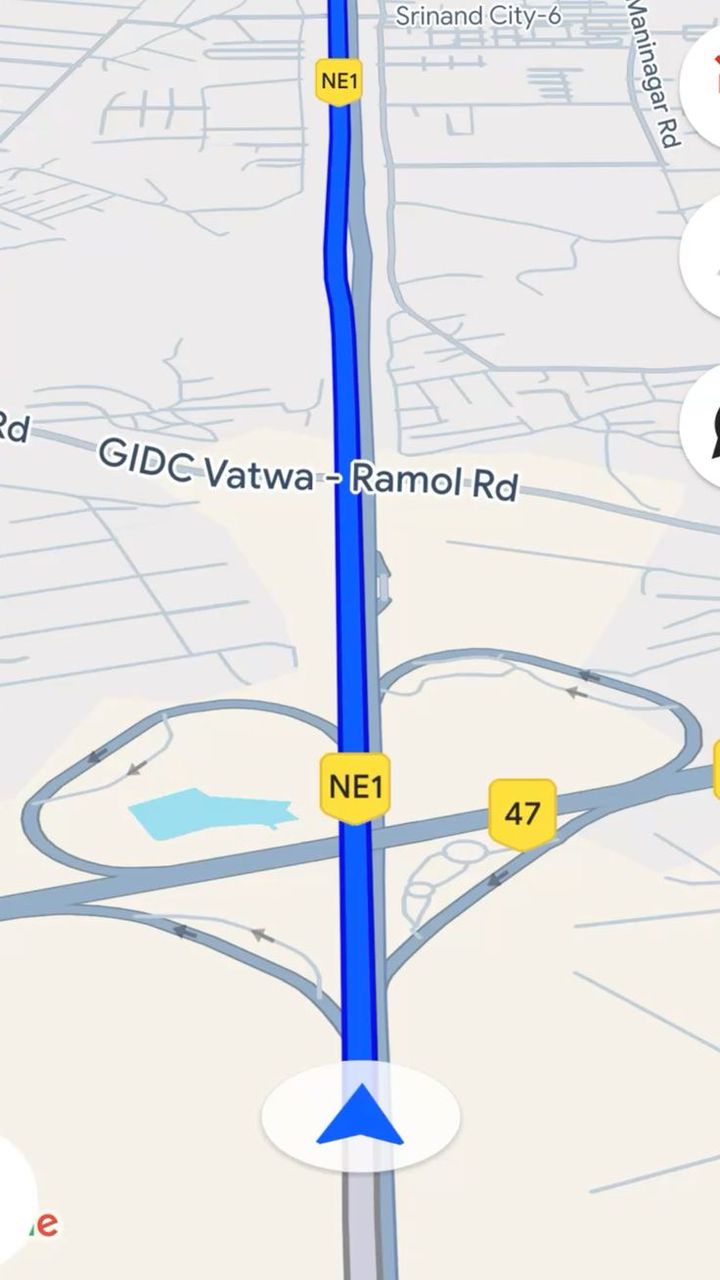 Srinand City-6
Maninagar Rd
NE1
Rd
GIDC Vatwa - Ramol Rd
NE1
47